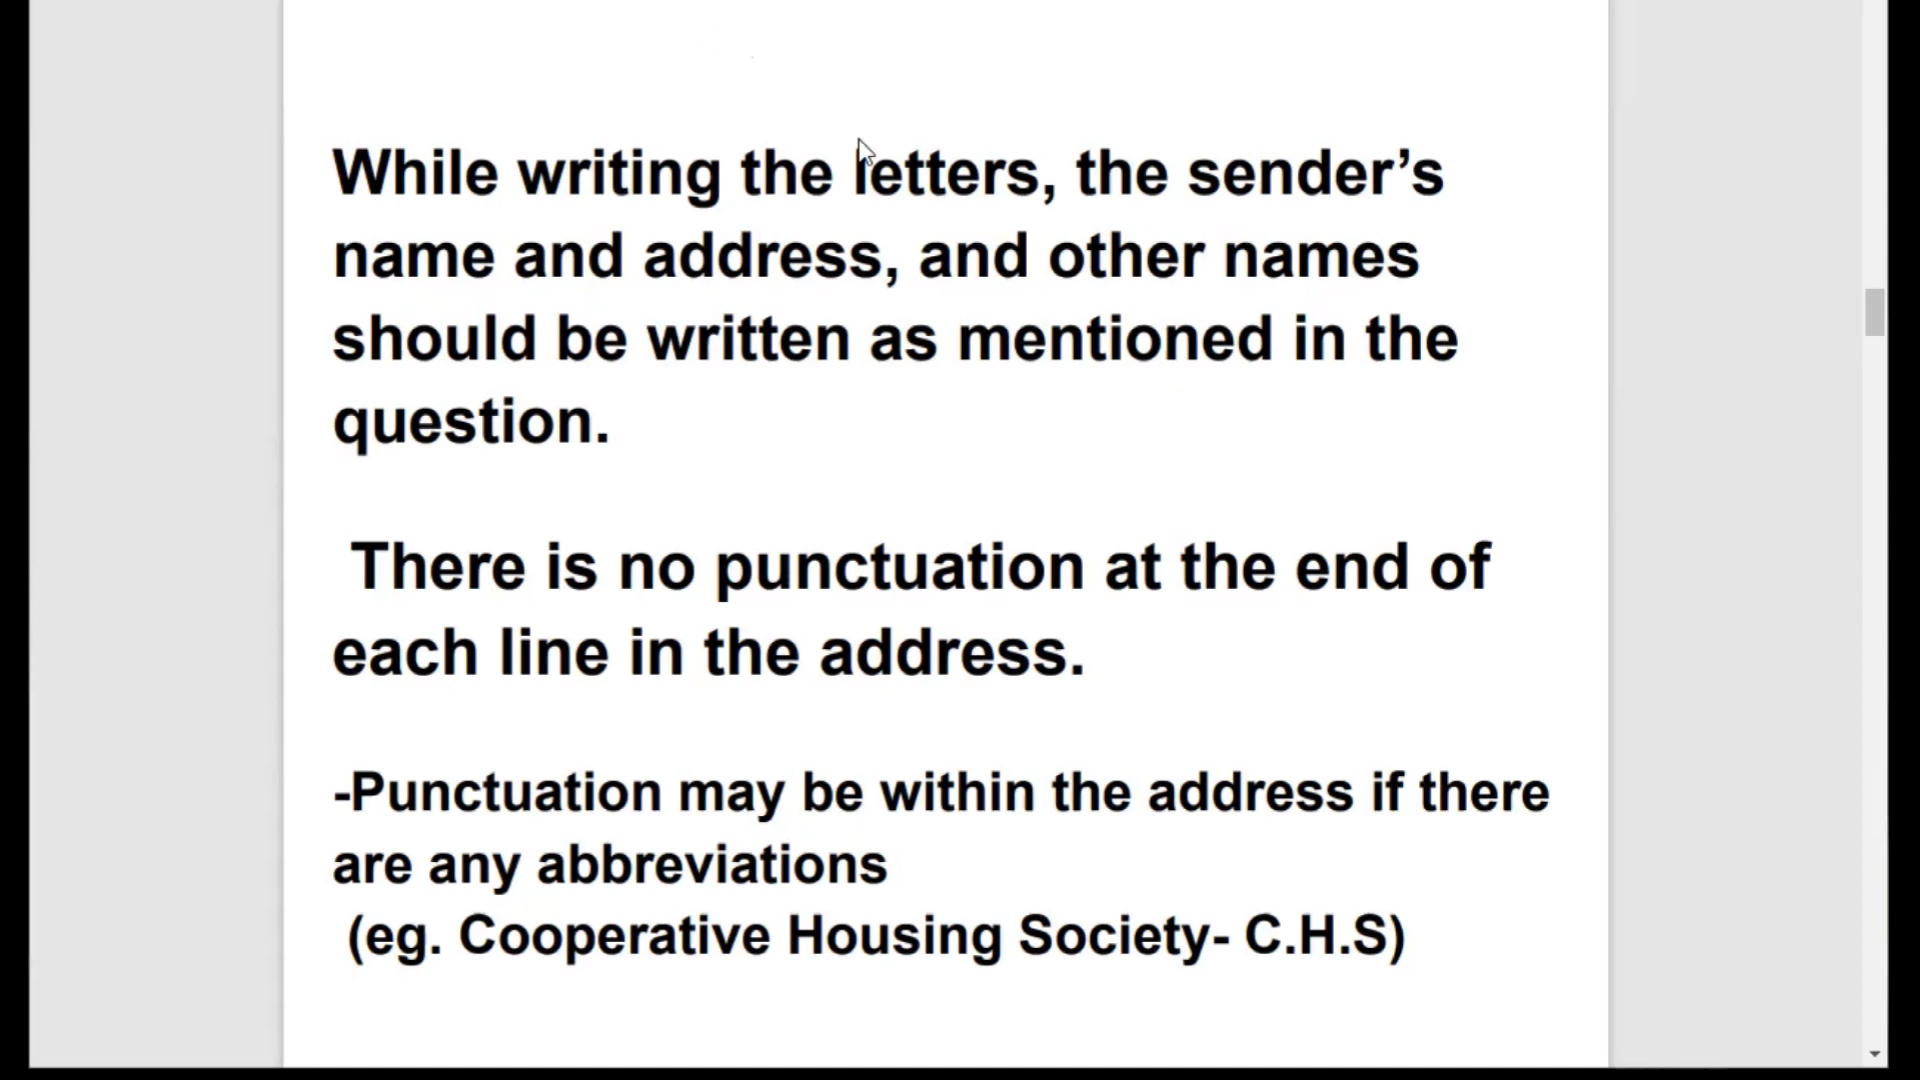 While writing the letters, the sender’s
name and address, and other names
should be written as mentioned in the
question.
There is no punctuation at the end of
each line in the address.
-Punctuation may be within the address if there
are any abbreviations
(eg. Cooperative Housing Society- C.H.S)